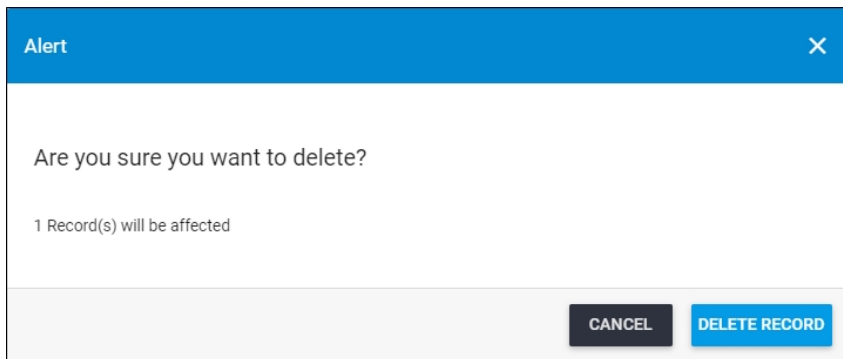 Alert
Are you sure you want to delete?
1 Record(s) will be affected
CANCEL DELETE RECORD